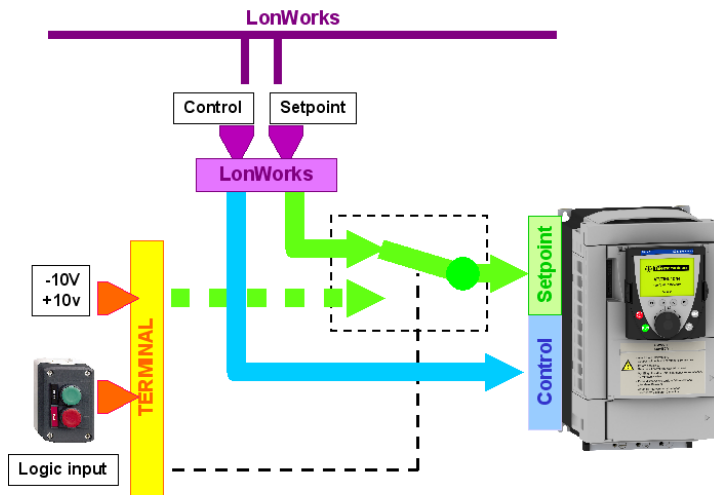 LonWorks
Control
Setpoint
LonWorks
-10V
+10v
TERMINAL
Setpoint
Control
Logic input